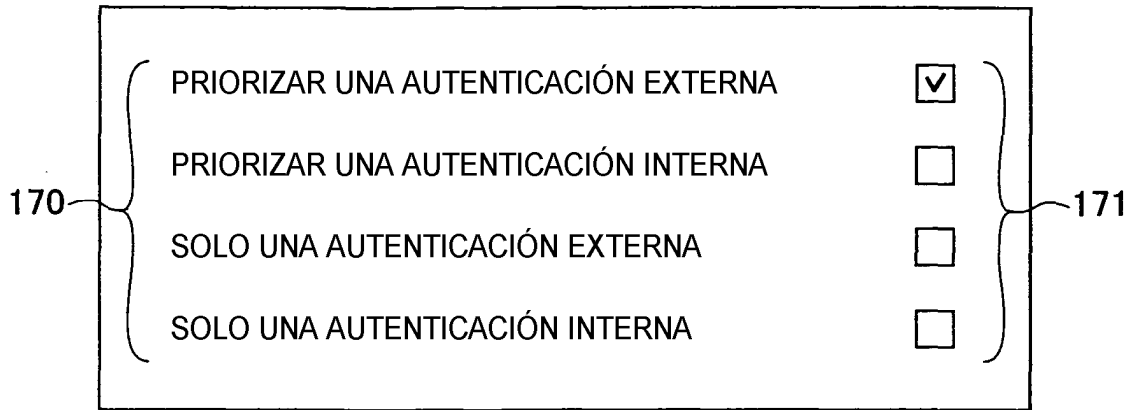 PRIORIZAR UNA AUTENTICACIÓN EXTERNA
PRIORIZAR UNA AUTENTICACIÓN INTERNA
170
171
SOLO UNA AUTENTICACIÓN EXTERNA
SOLO UNA AUTENTICACIÓN INTERNA